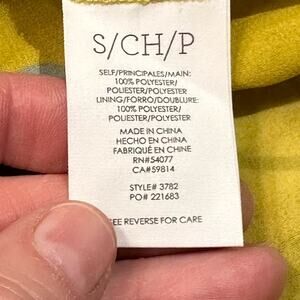 S/CH/P
SELF/PRINCIPALES/MAIN:
100% POLYESTER/
POLIESTER/POLYESTER
LINING/FORRO/DOUBLURE:
100% POLYESTER/
POLIESTER/POLYESTER
MADE IN CHINA
HECHO EN CHINA
FABRIQUÉ EN CHINE
RN#54077
CA#59814
STYLE# 3782
PO# 221683
SEE REVERSE FOR CARE